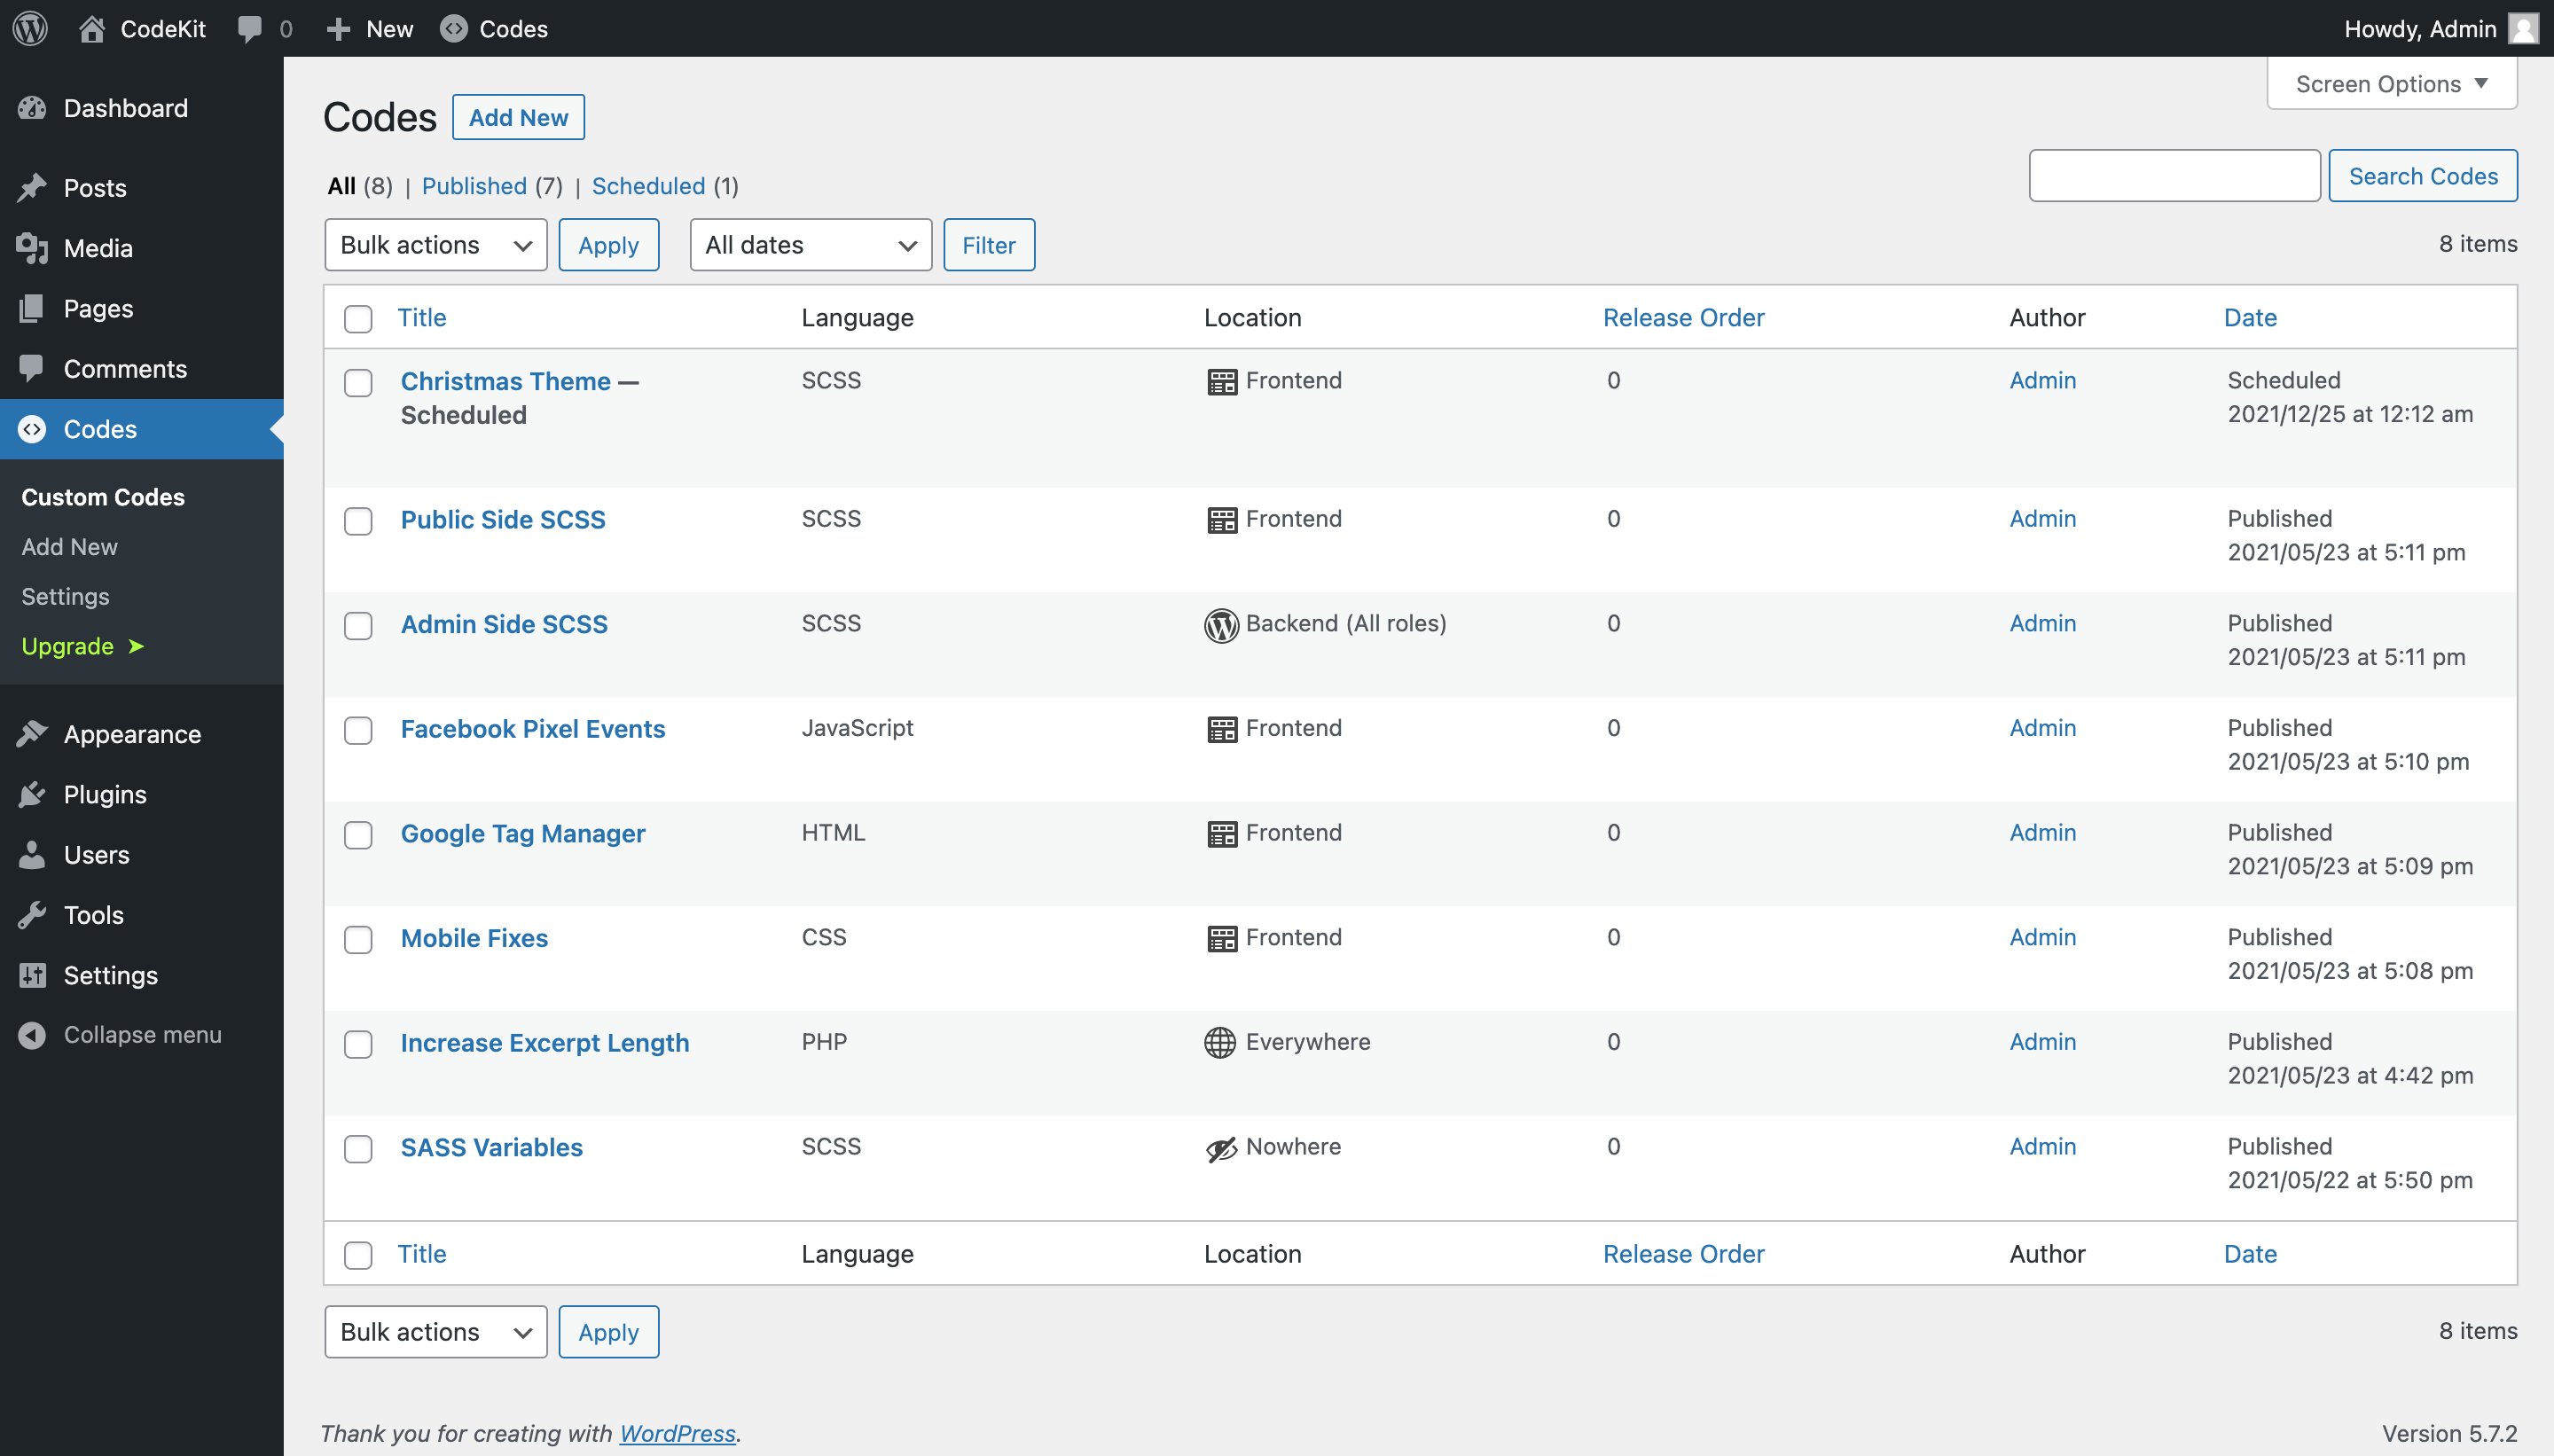 CodeKit 0 New Codes Howdy, Admin
Dashboard
Posts
Media
Pages
Comments
Codes
Custom Codes
Add New
Settings
Upgrade ➤
Appearance
Plugins
Users
Tools
Settings
Collapse menu
Screen Options ▼
Codes Add New
All (8) | Published (7) | Scheduled (1)
Search Codes
Bulk actions Apply All dates Filter 8 items
Title Language Location Release Order Author Date
Christmas Theme — SCSS Frontend 0 Admin Scheduled
Scheduled 2021/12/25 at 12:12 am
Public Side SCSS SCSS Frontend 0 Admin Published
2021/05/23 at 5:11 pm
Admin Side SCSS SCSS Backend (All roles) 0 Admin Published
2021/05/23 at 5:11 pm
Facebook Pixel Events JavaScript Frontend 0 Admin Published
2021/05/23 at 5:10 pm
Google Tag Manager HTML Frontend 0 Admin Published
2021/05/23 at 5:09 pm
Mobile Fixes CSS Frontend 0 Admin Published
2021/05/23 at 5:08 pm
Increase Excerpt Length PHP Everywhere 0 Admin Published
2021/05/23 at 4:42 pm
SASS Variables SCSS Nowhere 0 Admin Published
2021/05/22 at 5:50 pm
Title Language Location Release Order Author Date
Bulk actions Apply 8 items
Thank you for creating with WordPress. Version 5.7.2